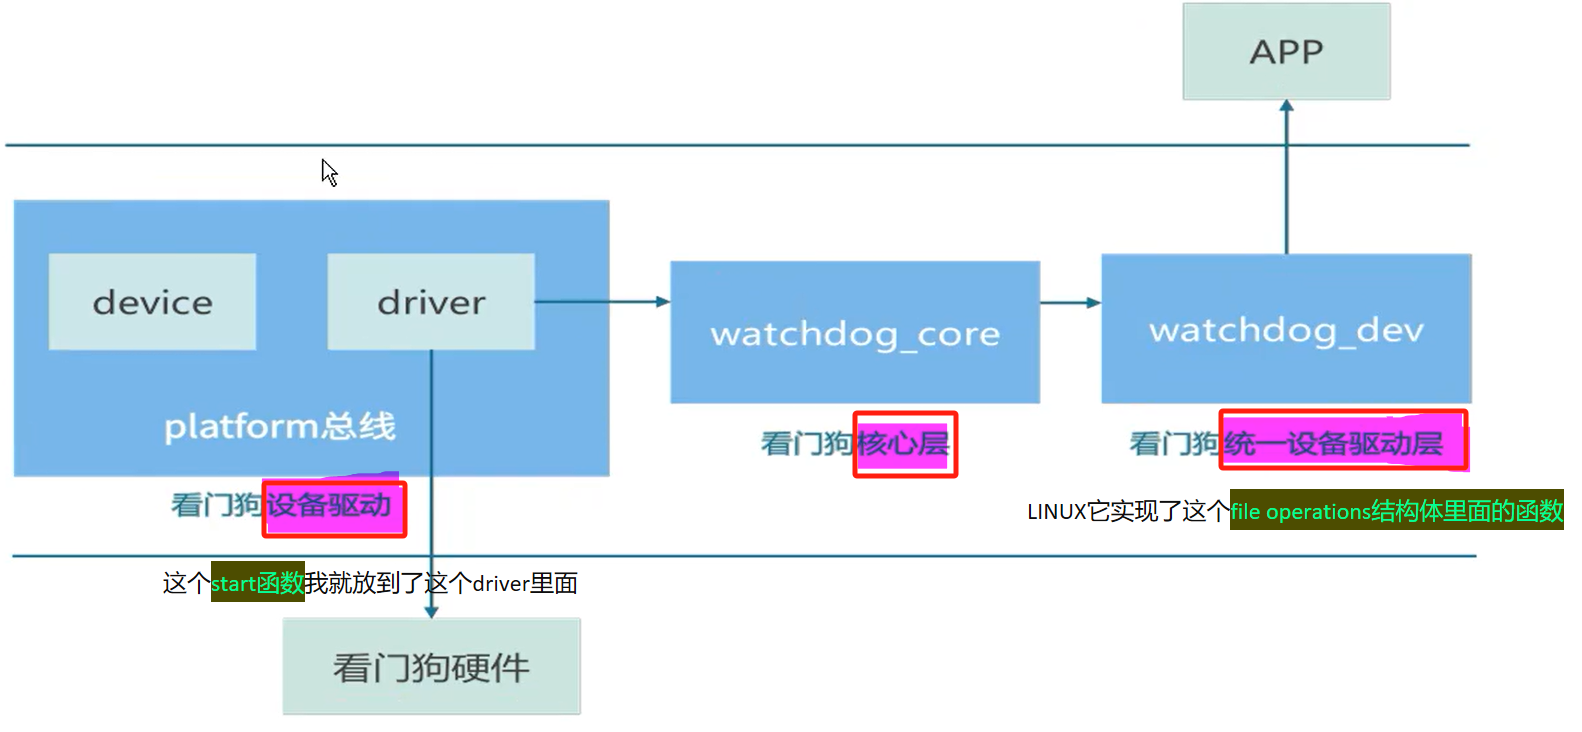 APP
device
driver
platform总线
watchdog_core
watchdog_dev
看门狗设备驱动
看门狗核心层
看门狗统一设备驱动层
LINUX它实现了这个file operations结构体里面的函数
这个start函数我就放到了这个driver里面
看门狗硬件